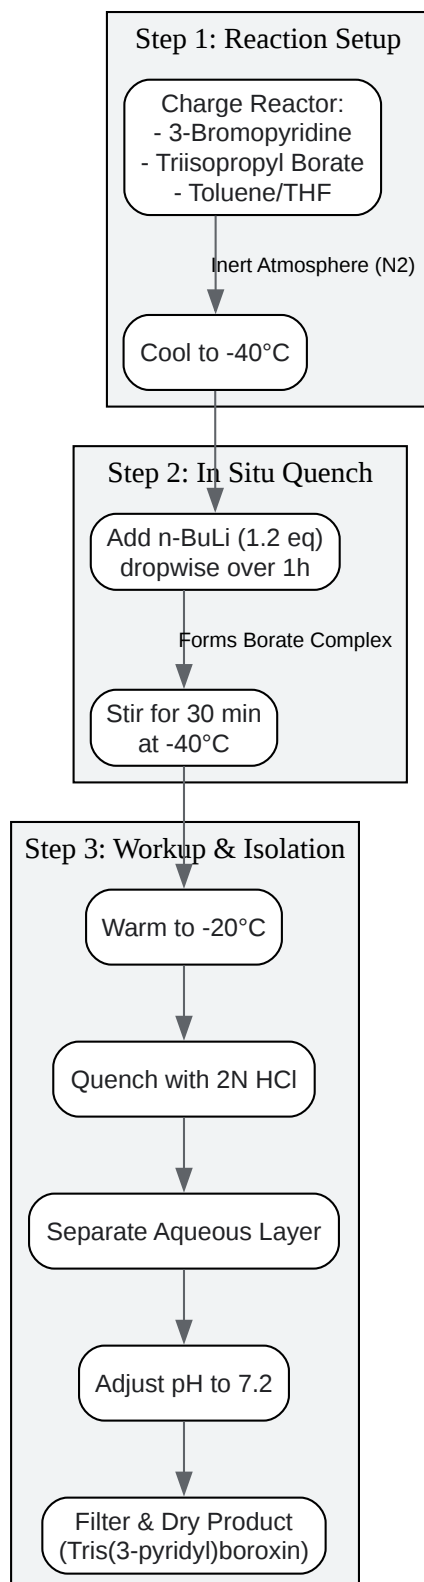 Step 1: Reaction Setup
Charge Reactor:
- 3-Bromopyridine
- Triisopropyl Borate
- Toluene/THF
Inert Atmosphere (N2)
Cool to -40°C
Step 2: In Situ Quench
Add n-BuLi (1.2 eq)
dropwise over 1h
Forms Borate Complex
Stir for 30 min
at -40°C
Step 3: Workup & Isolation
Warm to -20°C
Quench with 2N HCl
Separate Aqueous Layer
Adjust pH to 7.2
Filter & Dry Product
(Tris(3-pyridyl)boroxin)